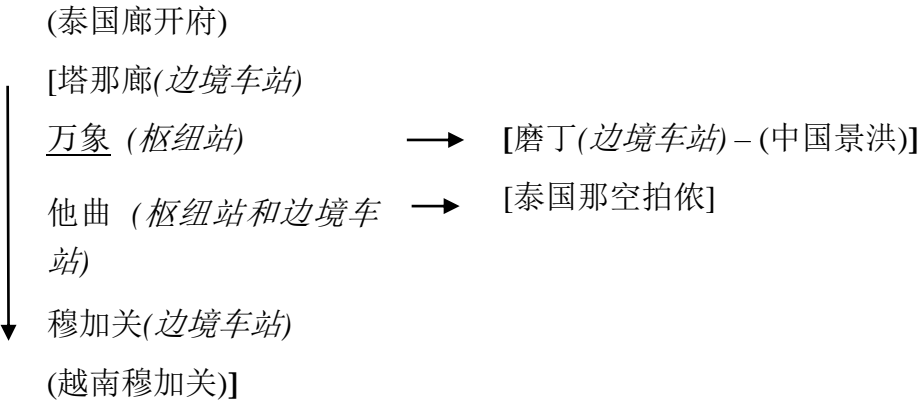 (泰国廊开府)
[塔那廊(边境车站)
万象 (枢纽站)
[磨丁(边境车站) – (中国景洪)]
他曲 (枢纽站和边境车
站)
[泰国那空拍侬]
穆加关(边境车站)
(越南穆加关)]